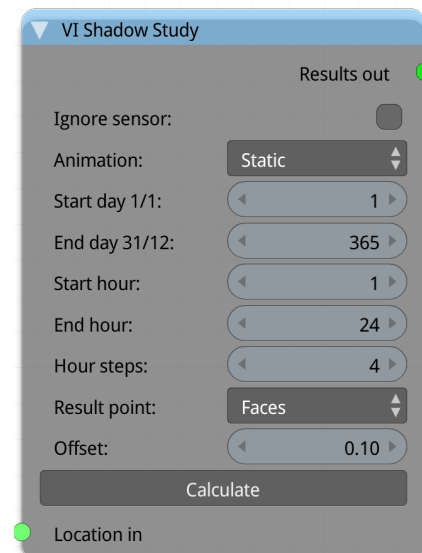 VI Shadow Study
Results out
Ignore sensor:
Animation: Static
Start day 1/1: 1
End day 31/12: 365
Start hour: 1
End hour: 24
Hour steps: 4
Result point: Faces
Offset: 0.10
Calculate
Location in